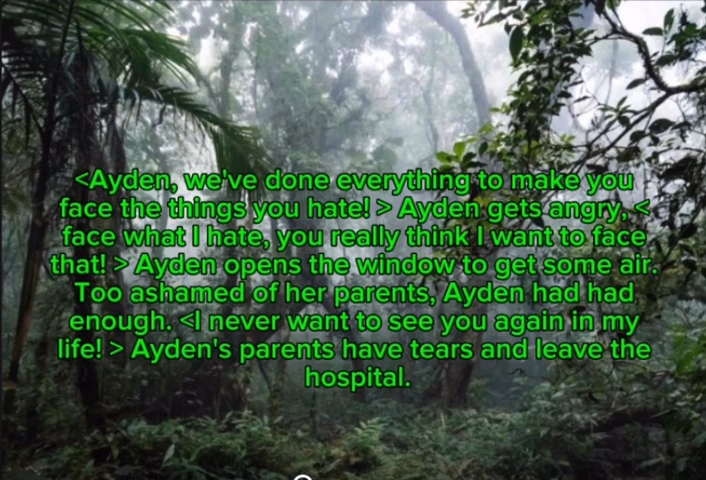 <Ayden, we've done everything to make you
face the things you hate! > Ayden gets angry, <
face what I hate, you really think I want to face
that! > Ayden opens the window to get some air.
Too ashamed of her parents, Ayden had had
enough. <I never want to see you again in my
life! > Ayden's parents have tears and leave the
hospital.